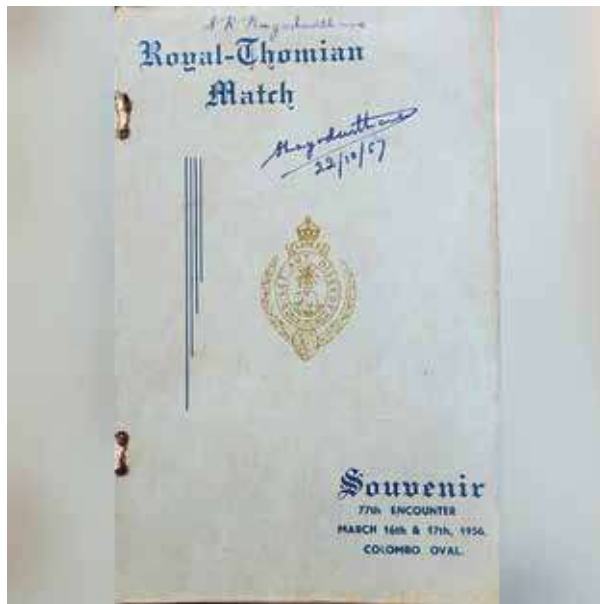 Royal-Thomian
Match
22/10/57
Souvenir
77th ENCOUNTER
MARCH 16th & 17th, 1956.
COLOMBO OVAL.